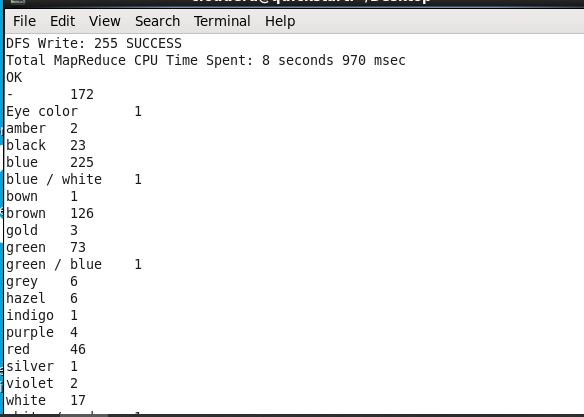 File Edit View Search Terminal Help
DFS Write: 255 SUCCESS
Total MapReduce CPU Time Spent: 8 seconds 970 msec
OK
- 172
Eye color 1
amber 2
black 23
blue 225
blue / white 1
bown 1
brown 126
gold 3
green 73
green / blue 1
grey 6
hazel 6
indigo 1
purple 4
red 46
silver 1
violet 2
white 17